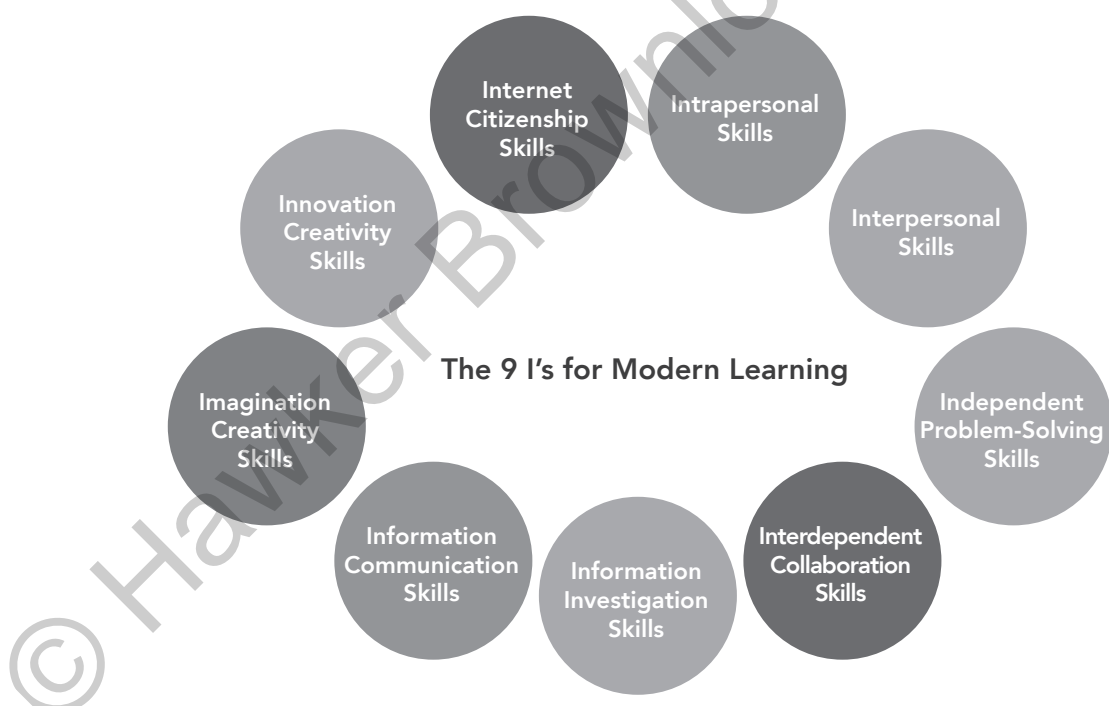 Internet
Citizenship
Skills
Intrapersonal
Skills
Interpersonal
Skills
Independent
Problem-Solving
Skills
Interdependent
Collaboration
Skills
Information
Investigation
Skills
Information
Communication
Skills
Imagination
Creativity
Skills
Innovation
Creativity
Skills
The 9 I's for Modern Learning
© Hawker Brownlo